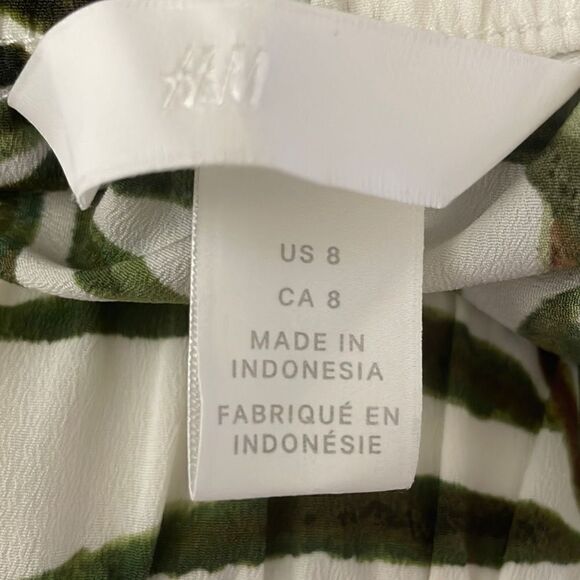 H&M
US 8
CA 8
MADE IN
INDONESIA
FABRIQUÉ EN
INDONÉSIE